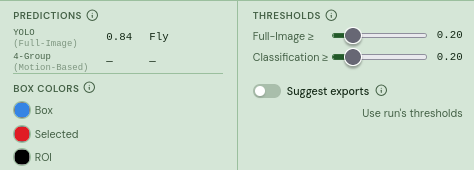 PREDICTIONS
YOLO 0.84 Fly
(Full-Image)
4-Group — —
(Motion-Based)
BOX COLORS
Box
Selected
ROI
THRESHOLDS
Full-Image ≥ 0.20
Classification ≥ 0.20
Suggest exports
Use run's thresholds